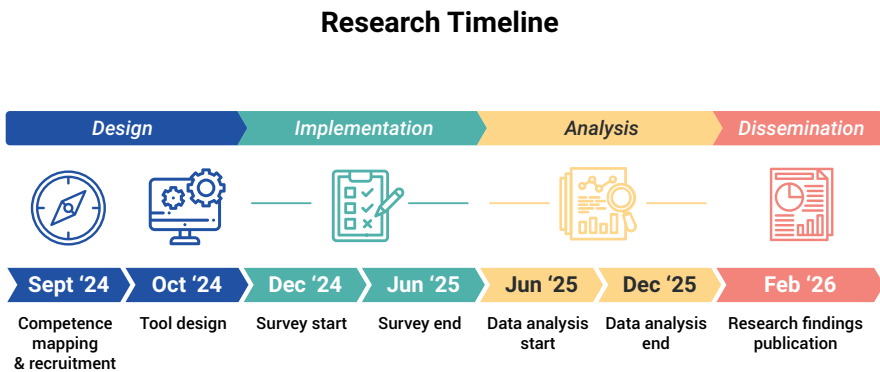 Research Timeline
Design
Implementation
Analysis
Dissemination
Sept ‘24
Oct ‘24
Dec ‘24
Jun ‘25
Jun ‘25
Dec ‘25
Feb ‘26
Competence
mapping
& recruitment
Tool design
Survey start
Survey end
Data analysis
start
Data analysis
end
Research findings
publication